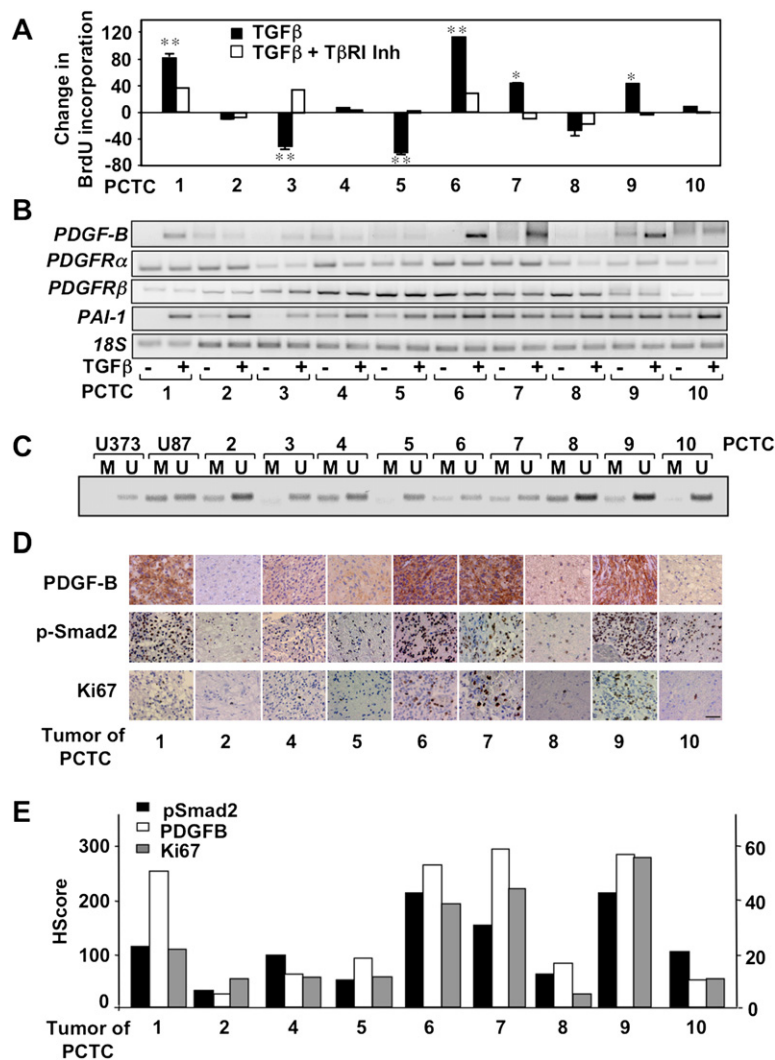 A
Change in
BrdU incorporation
120
80
40
0
-40
-80
TGFβ
TGFβ + TβRI Inh
** ** ** ** * *
PCTC 1 2 3 4 5 6 7 8 9 10
B
PDGF-B
PDGFRα
PDGFRβ
PAI-1
18S
TGFβ - + - + - + - + - + - + - + - + - + - +
PCTC 1 2 3 4 5 6 7 8 9 10
C
U373 U87 2 3 4 5 6 7 8 9 10 PCTC
M U M U M U M U M U M U M U M U M U M U M U
D
PDGF-B
p-Smad2
Ki67
Tumor of
PCTC 1 2 4 5 6 7 8 9 10
E
pSmad2
PDGFB
Ki67
HScore
300
200
100
0
60
40
20
0
Tumor of
PCTC 1 2 4 5 6 7 8 9 10